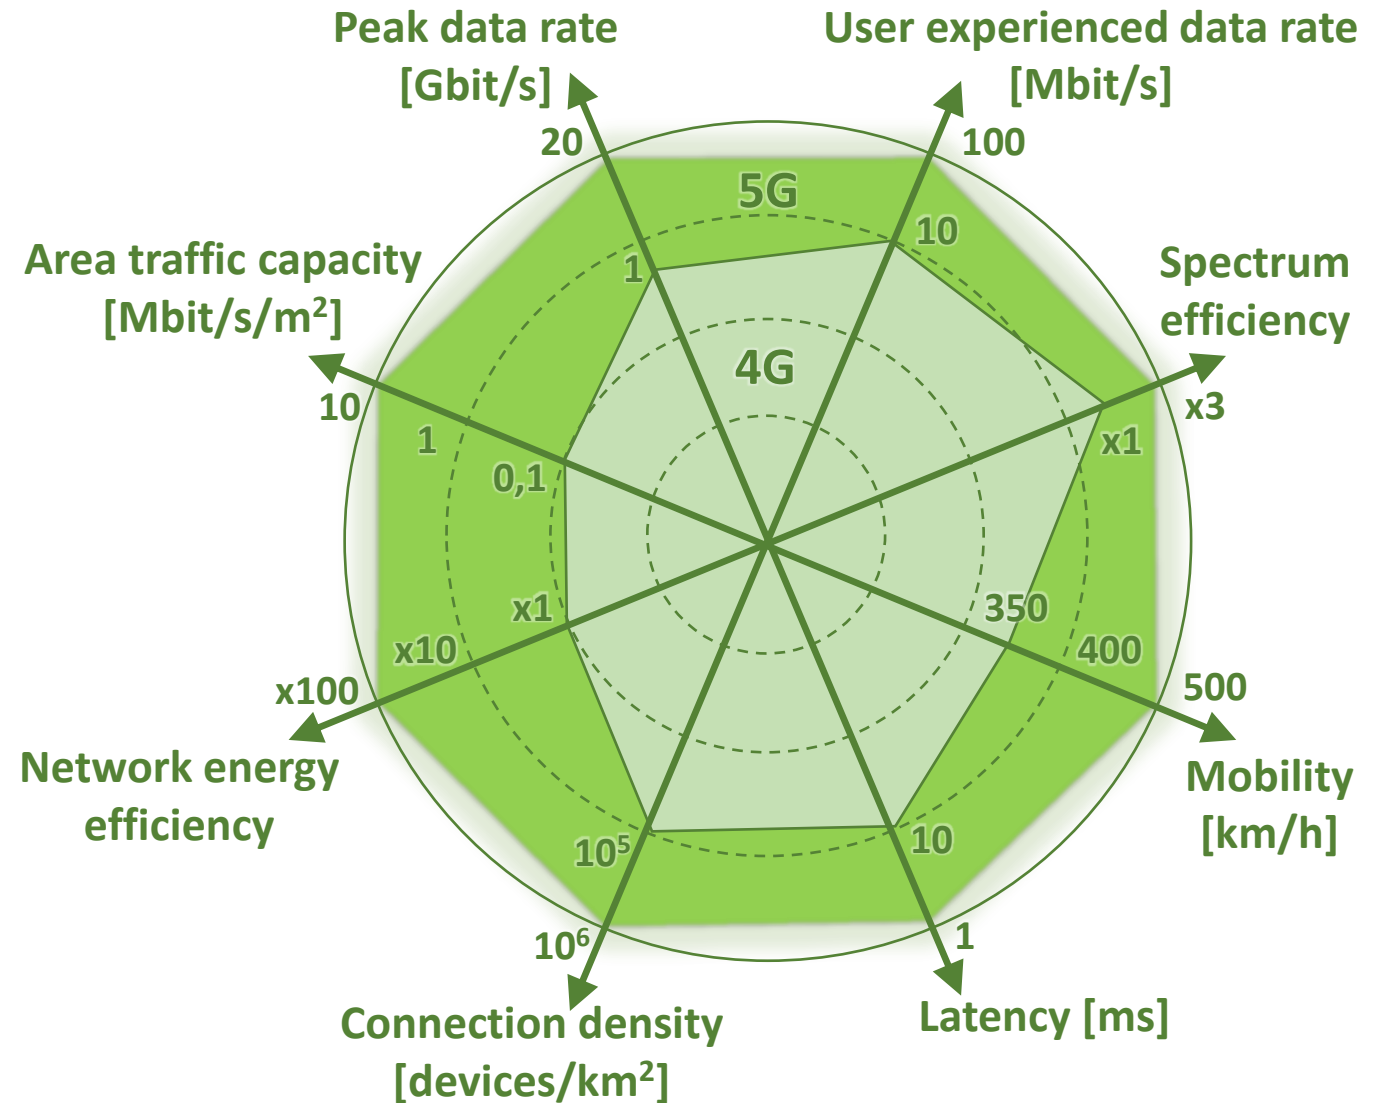 Peak data rate
[Gbit/s]
User experienced data rate
[Mbit/s]
20
100
5G
10
1
Area traffic capacity
[Mbit/s/m²]
Spectrum
efficiency
4G
10
1
0,1
x3
x1
x1
x10
x100
350
400
500
Network energy
efficiency
Mobility
[km/h]
10⁵
10
10⁶
1
Connection density
[devices/km²]
Latency [ms]